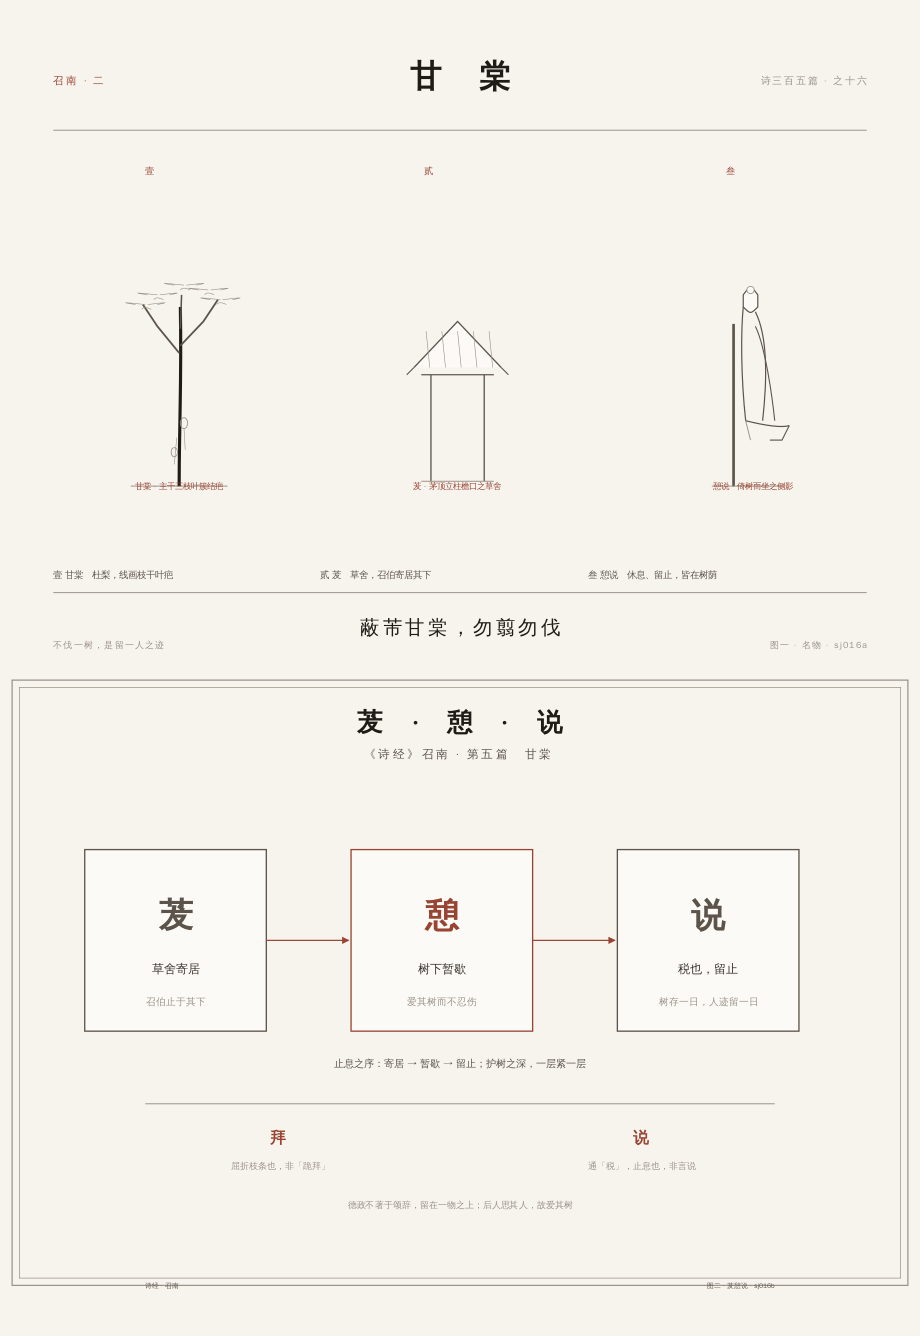 召南 · 二
甘 棠
诗三百五篇 · 之十六
壹
贰
叁
甘棠 · 主干三枝叶簇结疤
茇 · 茅顶立柱檐口之草舍
憩说 · 倚树而坐之侧影
壹 甘棠 杜梨，线画枝干叶疤
贰 茇 草舍，召伯寄居其下
叁 憩说 休息、留止，皆在树荫
蔽芾甘棠，勿翦勿伐
不伐一树，是留一人之迹
图一 · 名物 · sj016a
茇 · 憩 · 说
《诗经》召南 · 第五篇 甘棠
茇
草舍寄居
召伯止于其下
憩
树下暂歇
爱其树而不忍伤
说
税也，留止
树存一日，人迹留一日
止息之序：寄居 → 暂歇 → 留止；护树之深，一层紧一层
拜
屈折枝条也，非「跪拜」
说
通「税」，止息也，非言说
德政不著于颂辞，留在一物之上；后人思其人，故爱其树
诗经 · 召南
图二 · 茇憩说 · sj016b